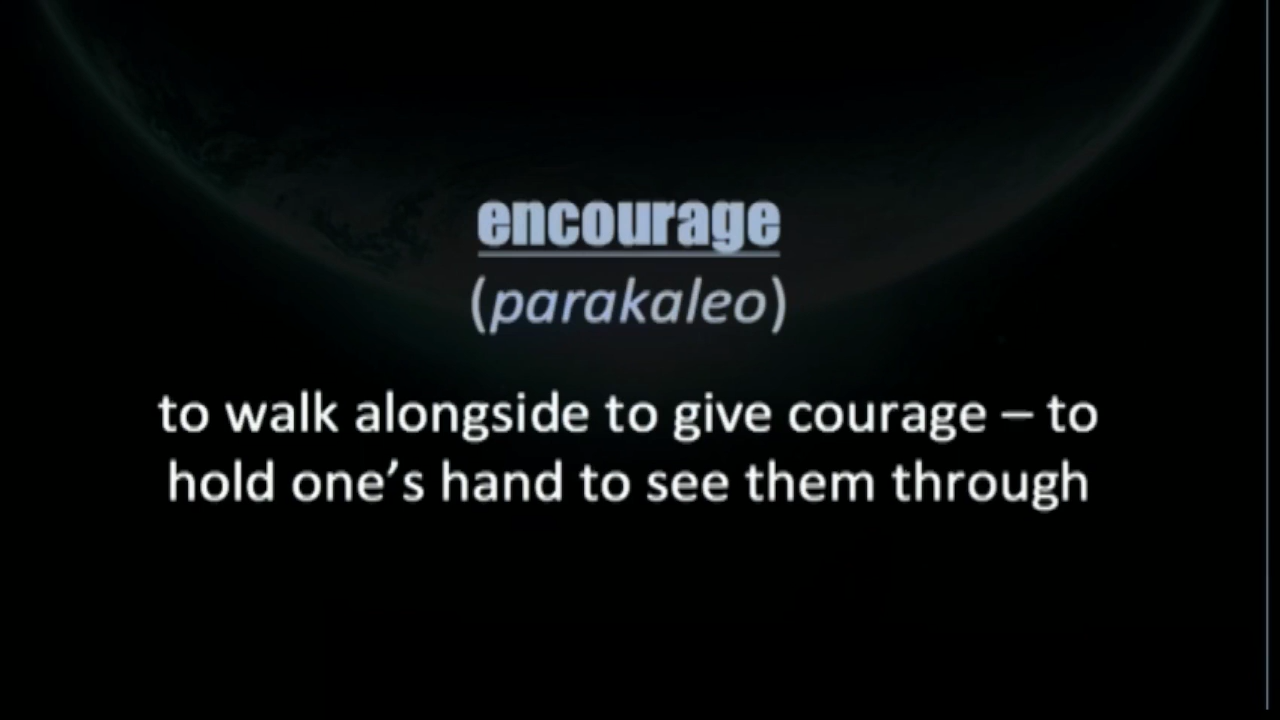 encourage
(parakaleo)
to walk alongside to give courage – to
hold one’s hand to see them through